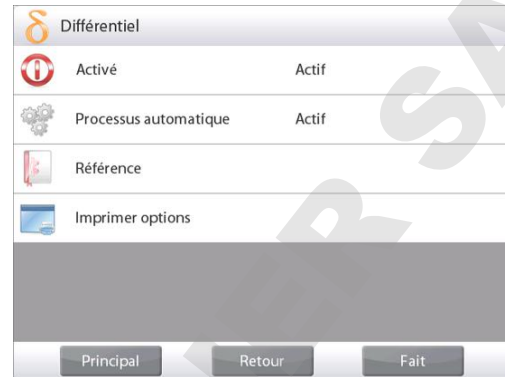 δ Différentiel
Activé Actif
Processus automatique Actif
Référence
Imprimer options
Principal Retour Fait